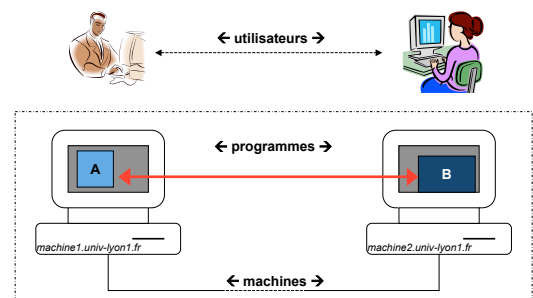 ← utilisateurs →
← programmes →
A
B
machine1.univ-lyon1.fr
machine2.univ-lyon1.fr
← machines →